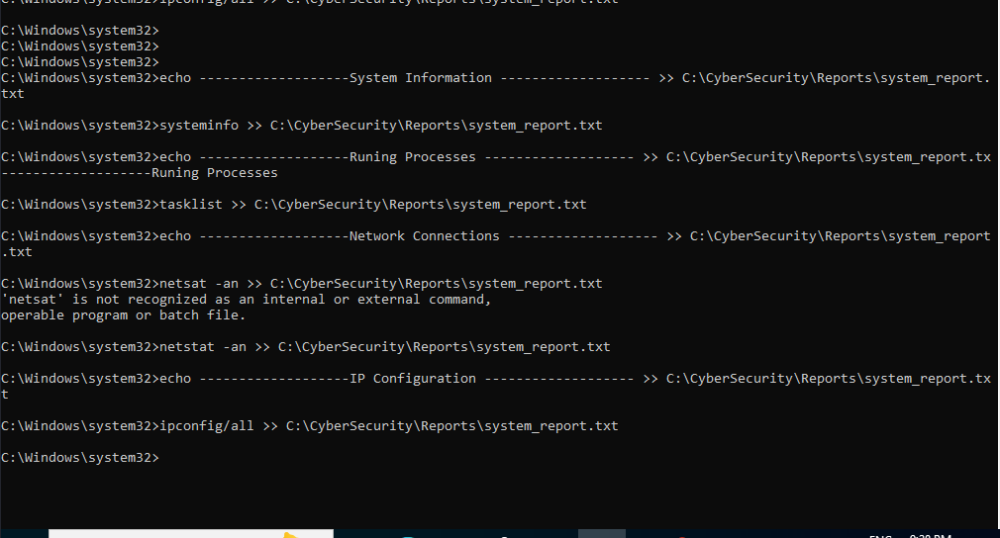 C:\Windows\system32>ipconfig/all >> C:\CyberSecurity\Reports\system_report.txt
C:\Windows\system32>
C:\Windows\system32>
C:\Windows\system32>
C:\Windows\system32>echo -------------------System Information ------------------- >> C:\CyberSecurity\Reports\system_report.
txt
C:\Windows\system32>systeminfo >> C:\CyberSecurity\Reports\system_report.txt
C:\Windows\system32>echo -------------------Runing Processes ------------------- >> C:\CyberSecurity\Reports\system_report.tx
-------------------Runing Processes
C:\Windows\system32>tasklist >> C:\CyberSecurity\Reports\system_report.txt
C:\Windows\system32>echo -------------------Network Connections ------------------- >> C:\CyberSecurity\Reports\system_report
.txt
C:\Windows\system32>netsat -an >> C:\CyberSecurity\Reports\system_report.txt
'netsat' is not recognized as an internal or external command,
operable program or batch file.
C:\Windows\system32>netstat -an >> C:\CyberSecurity\Reports\system_report.txt
C:\Windows\system32>echo -------------------IP Configuration ------------------- >> C:\CyberSecurity\Reports\system_report.tx
t
C:\Windows\system32>ipconfig/all >> C:\CyberSecurity\Reports\system_report.txt
C:\Windows\system32>